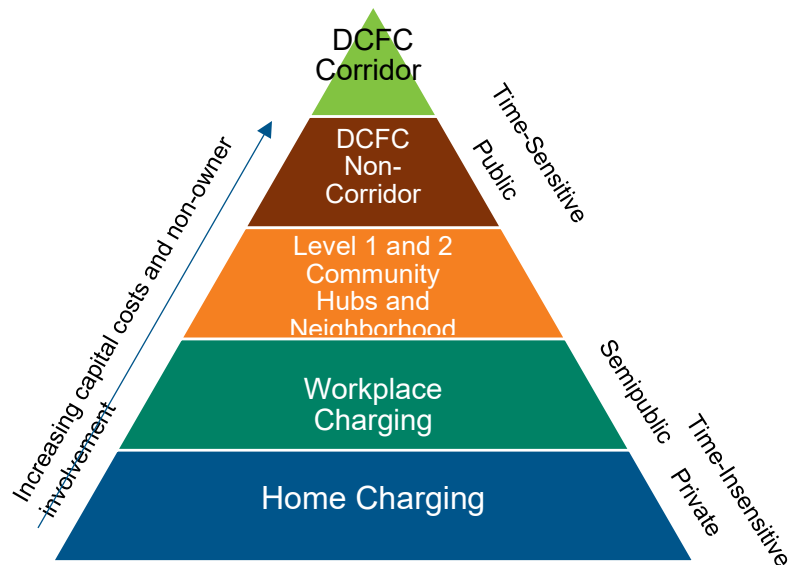 DCFC
Corridor
DCFC
Non-
Corridor
Level 1 and 2
Community
Hubs and
Neighborhood
Workplace
Charging
Home Charging
Increasing capital costs and non-owner
involvement
Time-Sensitive
Public
Semipublic
Time-Insensitive
Private